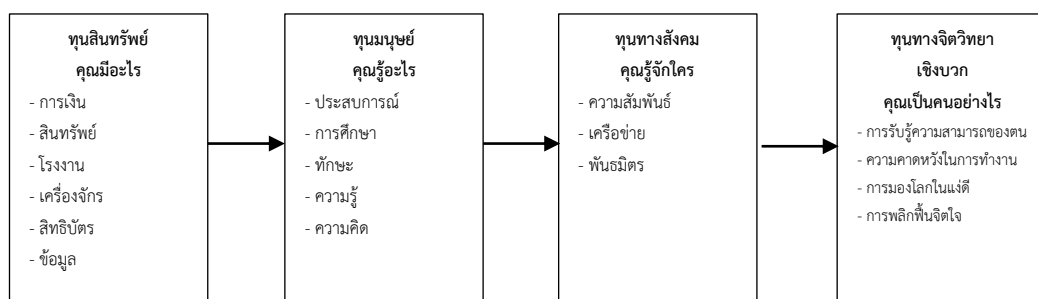 ทุนสินทรัพย์
คุณมีอะไร
- การเงิน
- สินทรัพย์
- โรงงาน
- เครื่องจักร
- สิทธิบัตร
- ข้อมูล
ทุนมนุษย์
คุณรู้อะไร
- ประสบการณ์
- การศึกษา
- ทักษะ
- ความรู้
- ความคิด
ทุนทางสังคม
คุณรู้จักใคร
- ความสัมพันธ์
- เครือข่าย
- พันธมิตร
ทุนทางจิตวิทยา
เชิงบวก
คุณเป็นคนอย่างไร
- การรับรู้ความสามารถของตน
- ความคาดหวังในการทำงาน
- การมองโลกในแง่ดี
- การพลิกฟื้นจิตใจ